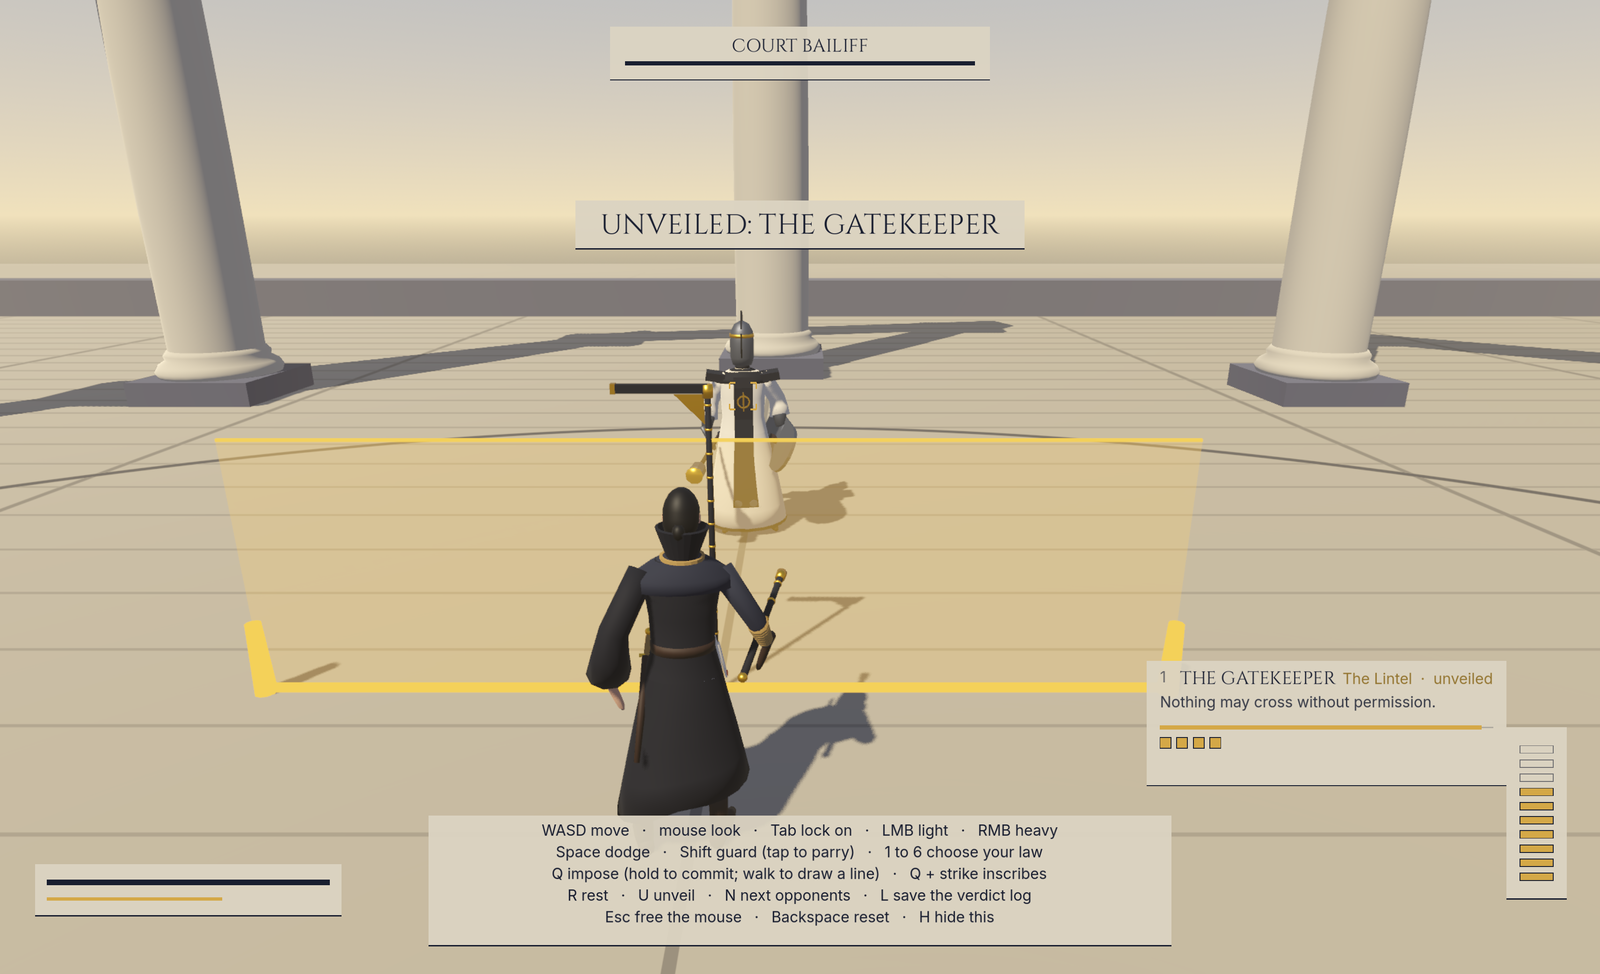 COURT BAILIFF
UNVEILED: THE GATEKEEPER
1 THE GATEKEEPER The Lintel · unveiled
Nothing may cross without permission.
WASD move · mouse look · Tab lock on · LMB light · RMB heavy
Space dodge · Shift guard (tap to parry) · 1 to 6 choose your law
Q impose (hold to commit; walk to draw a line) · Q + strike inscribes
R rest · U unveil · N next opponents · L save the verdict log
Esc free the mouse · Backspace reset · H hide this